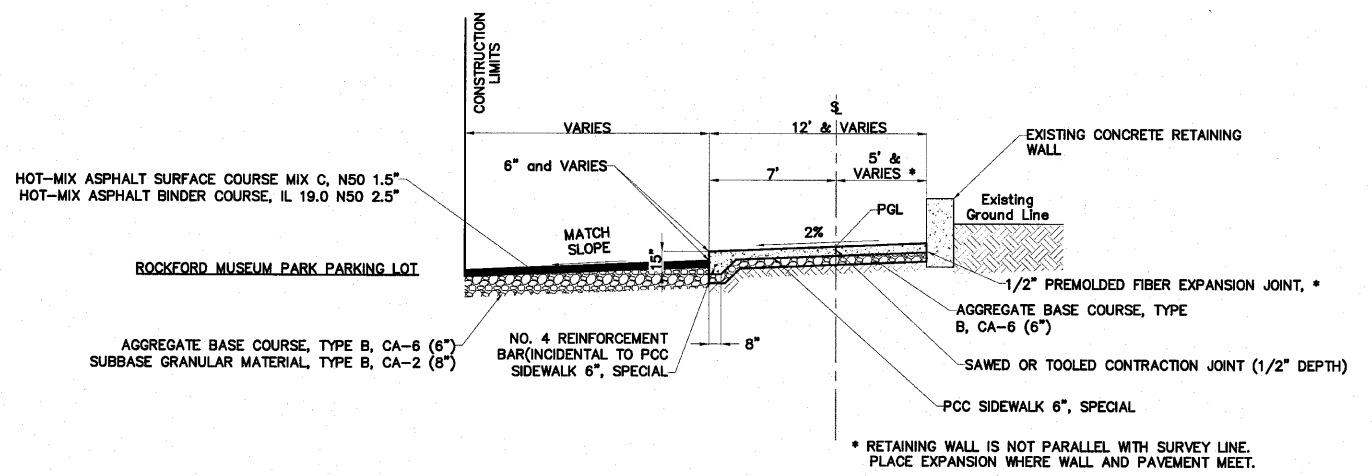 CONSTRUCTION
LIMITS
VARIES
12' & VARIES
EXISTING CONCRETE RETAINING
WALL
6" and VARIES
7'
5' &
VARIES *
HOT-MIX ASPHALT SURFACE COURSE MIX C, N50 1.5"
HOT-MIX ASPHALT BINDER COURSE, IL 19.0 N50 2.5"
Existing
Ground Line
PGL
MATCH
SLOPE
2%
15"
ROCKFORD MUSEUM PARK PARKING LOT
1/2" PREMOLDED FIBER EXPANSION JOINT, *
AGGREGATE BASE COURSE, TYPE
B, CA-6 (6")
AGGREGATE BASE COURSE, TYPE B, CA-6 (6")
SUBBASE GRANULAR MATERIAL, TYPE B, CA-2 (8")
NO. 4 REINFORCEMENT
BAR(INCIDENTAL TO PCC
SIDEWALK 6", SPECIAL
8"
SAWED OR TOOLED CONTRACTION JOINT (1/2" DEPTH)
PCC SIDEWALK 6", SPECIAL
* RETAINING WALL IS NOT PARALLEL WITH SURVEY LINE.
PLACE EXPANSION WHERE WALL AND PAVEMENT MEET.